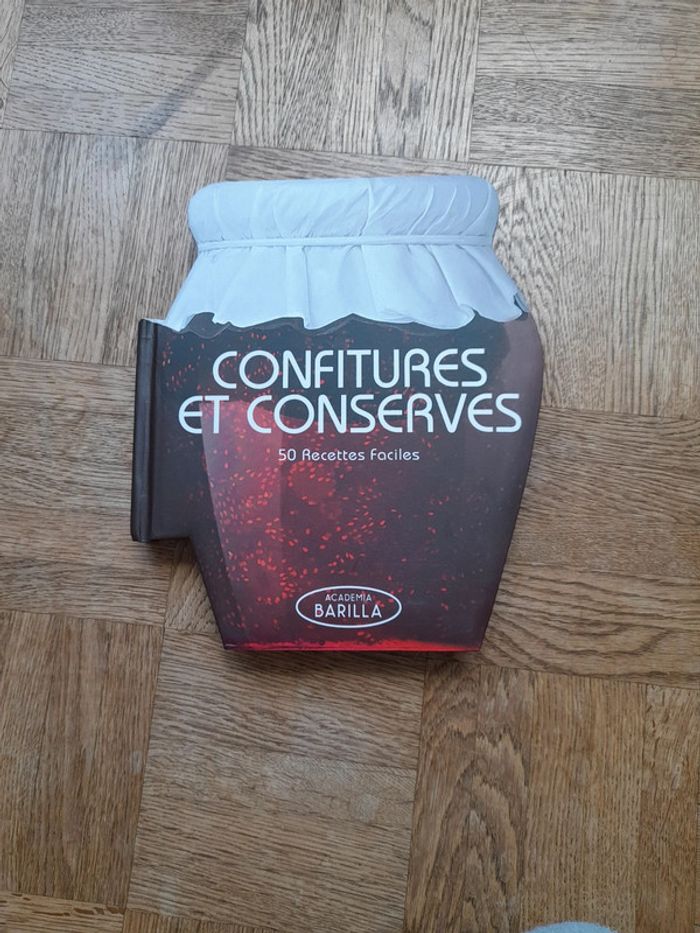 CONFITURES
ET CONSERVES
50 Recettes Faciles
ACADEMIA
BARILLA